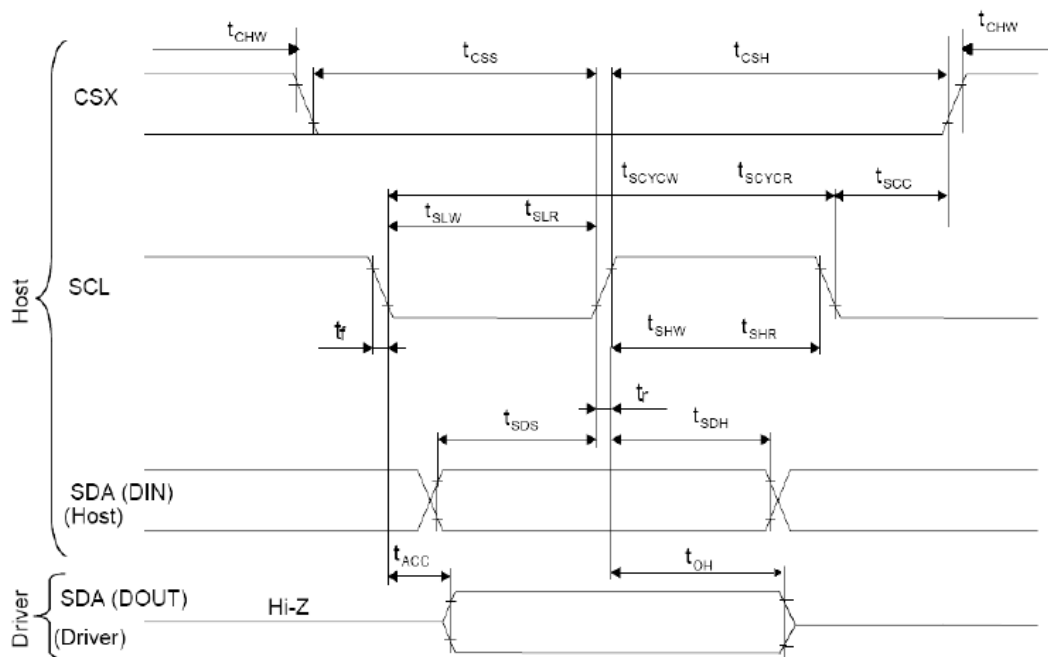 tCHW
tCHW
tCSS
tCSH
CSX
tSCYCW
tSCYCR
tSCC
tSLW
tSLR
Host
SCL
tf
tSHW
tSHR
tr
tSDS
tSDH
SDA (DIN)
(Host)
tACC
tOH
Driver
SDA (DOUT)
Hi-Z
(Driver)